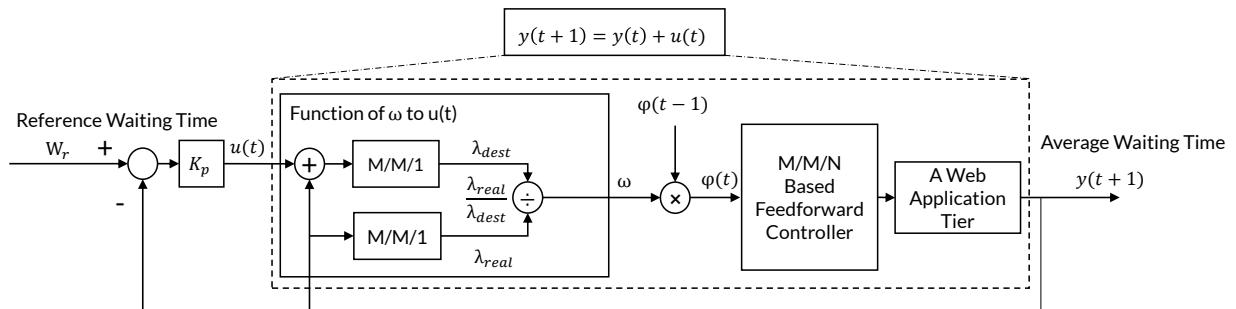 y(t + 1) = y(t) + u(t)
Function of ω to u(t)
φ(t−1)
Reference Waiting Time
W_r
+
-
K_p
u(t)
+
M/M/1
λ_dest
λ_real
λ_dest
÷
M/M/1
λ_real
ω
×
φ(t)
M/M/N
Based
Feedforward
Controller
A Web
Application
Tier
Average Waiting Time
y(t + 1)